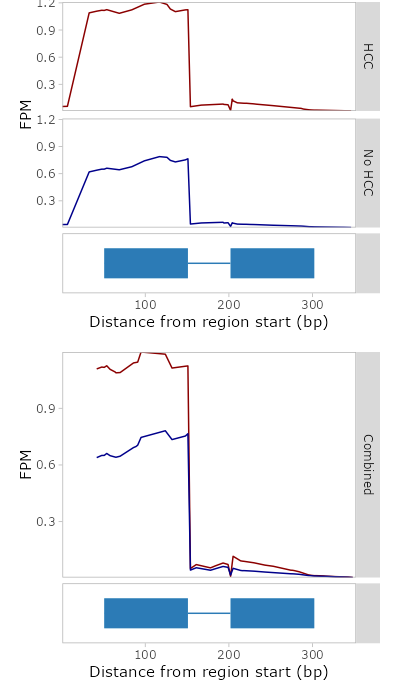 1.2
0.9
0.6
0.3
HCC
FPM
1.2
0.9
0.6
0.3
No HCC
100 200 300
Distance from region start (bp)
0.9
0.6
0.3
FPM
Combined
100 200 300
Distance from region start (bp)